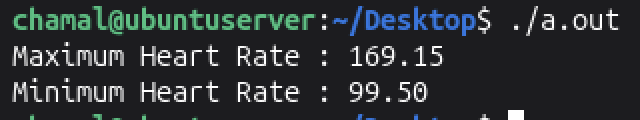 chamal@ubuntuserver:~/Desktop$ ./a.out
Maximum Heart Rate : 169.15
Minimum Heart Rate : 99.50